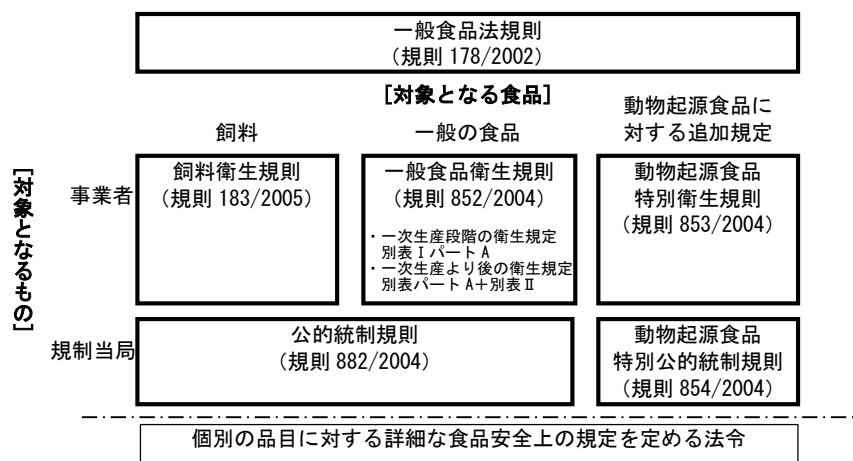 一般食品法規則
(規則 178/2002)
[対象となる食品]
飼料
一般の食品
動物起源食品に
対する追加規定
[対象となるもの]
事業者
飼料衛生規則
(規則 183/2005)
一般食品衛生規則
(規則 852/2004)
・一次生産段階の衛生規定
別表ⅠパートA
・一次生産より後の衛生規定
別表パートA+別表Ⅱ
動物起源食品
特別衛生規則
(規則 853/2004)
規制当局
公的統制規則
(規則 882/2004)
動物起源食品
特別公的統制規則
(規則 854/2004)
個別の品目に対する詳細な食品安全上の規定を定める法令